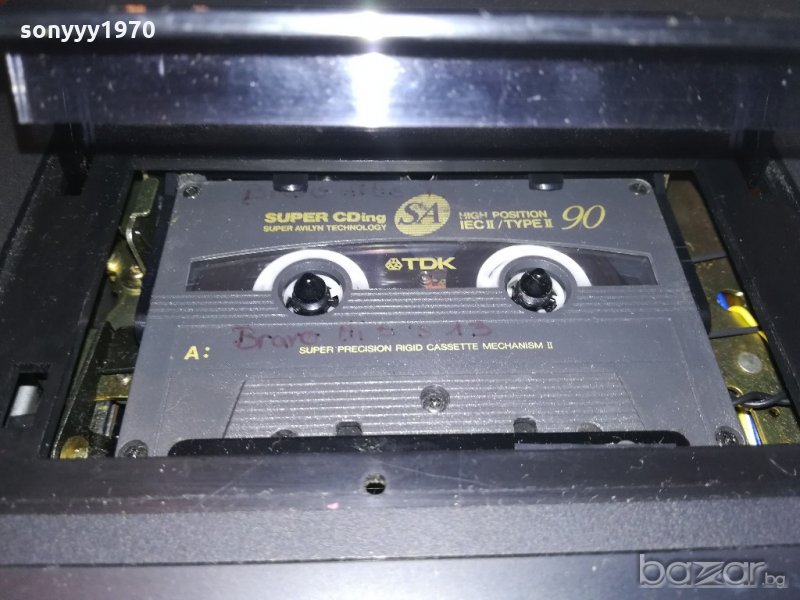 sonyyy1970
SUPER CDing
SUPER AVILYN TECHNOLOGY
SA
HIGH POSITION
IEC II / TYPE II
90
TDK
Bravo
A:
SUPER PRECISION RIGID CASSETTE MECHANISM II
bazar.bg